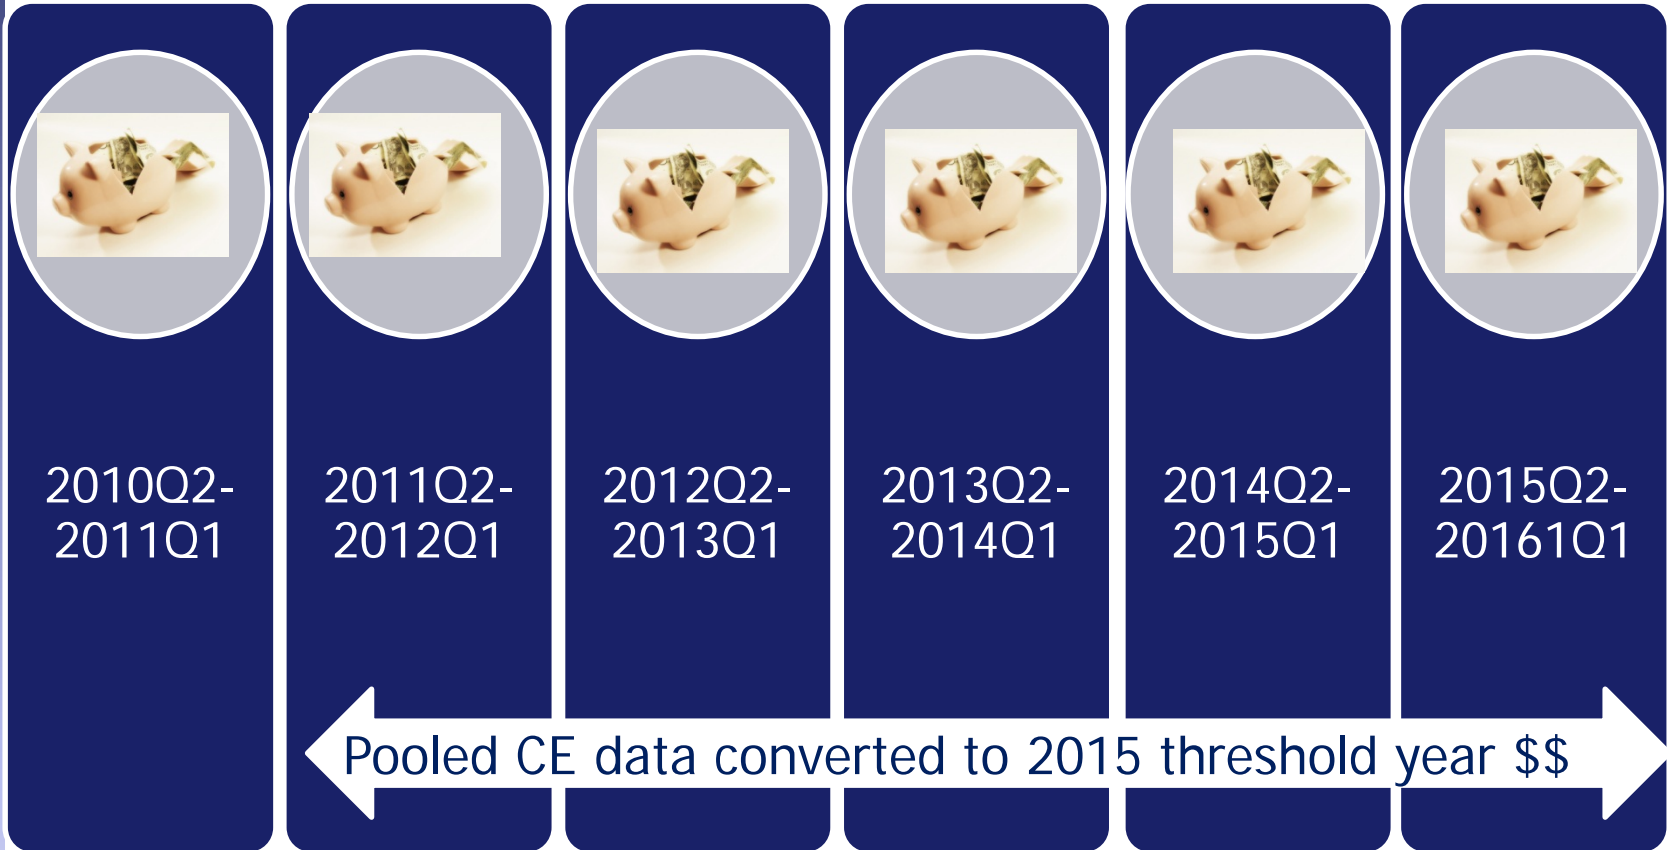 2010Q2-
2011Q1
2011Q2-
2012Q1
2012Q2-
2013Q1
2013Q2-
2014Q1
2014Q2-
2015Q1
2015Q2-
20161Q1
Pooled CE data converted to 2015 threshold year $$